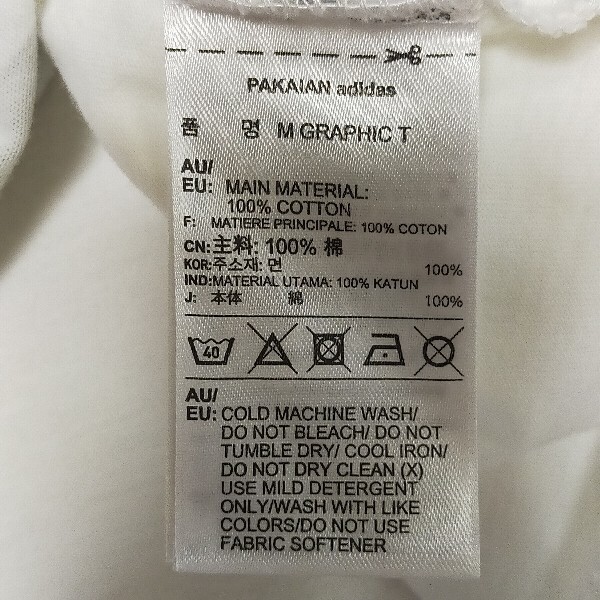 PAKAIAN adidas
품 명 M GRAPHIC T
AU/
EU: MAIN MATERIAL:
100% COTTON
F: MATIERE PRINCIPALE: 100% COTON
CN:主料: 100% 棉
KOR:주소재: 면 100%
IND:MATERIAL UTAMA: 100% KATUN
J: 本体 綿 100%
40
AU/
EU: COLD MACHINE WASH/
DO NOT BLEACH/ DO NOT
TUMBLE DRY/ COOL IRON/
DO NOT DRY CLEAN (X)
USE MILD DETERGENT
ONLY/WASH WITH LIKE
COLORS/DO NOT USE
FABRIC SOFTENER